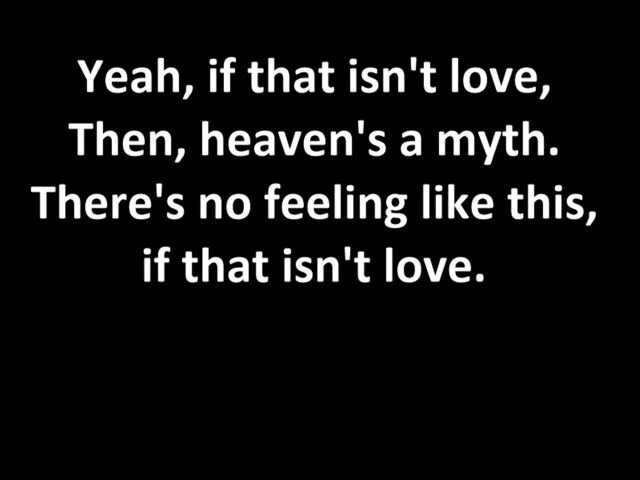 Yeah, if that isn't love,
Then, heaven's a myth.
There's no feeling like this,
if that isn't love.